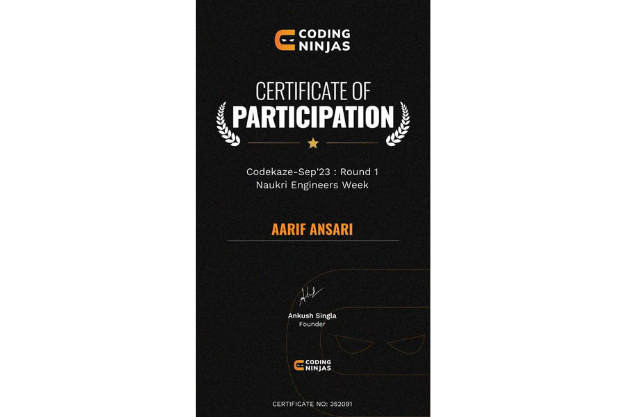 CODING
NINJAS
CERTIFICATE OF
PARTICIPATION
Codekaze-Sep'23 : Round 1
Naukri Engineers Week
AARIF ANSARI
Ankush Singla
Founder
CODING
NINJAS
CERTIFICATE NO: 352091